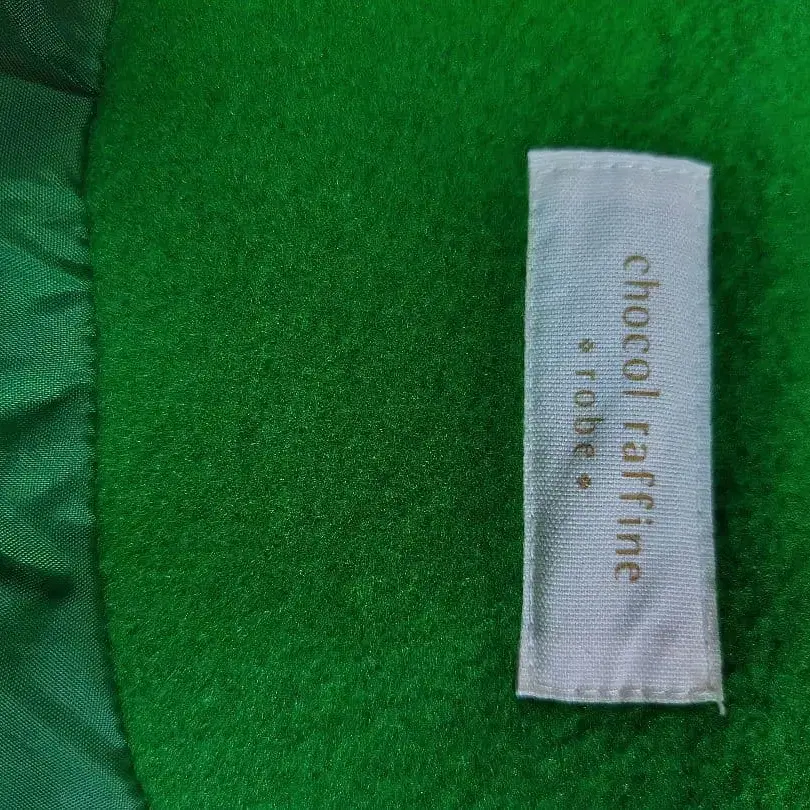 chocol raffine
❖ robe ❖